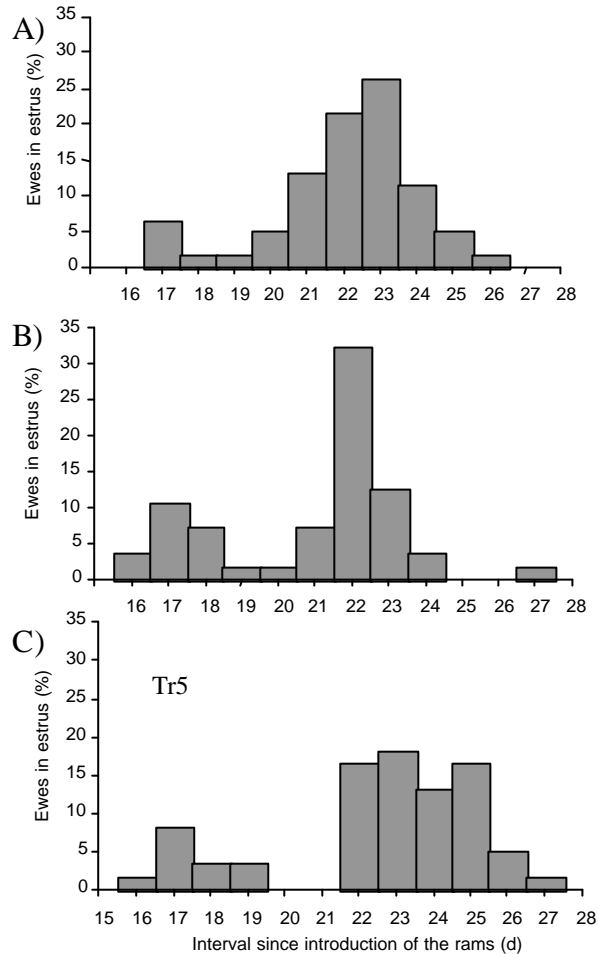 A)
Ewes in estrus (%)
35
30
25
20
15
10
5
0
16 17 18 19 20 21 22 23 24 25 26 27 28
B)
Ewes in estrus (%)
35
30
25
20
15
10
5
0
16 17 18 19 20 21 22 23 24 25 26 27 28
C)
Tr5
Ewes in estrus (%)
35
30
25
20
15
10
5
0
15 16 17 18 19 20 21 22 23 24 25 26 27 28
Interval since introduction of the rams (d)